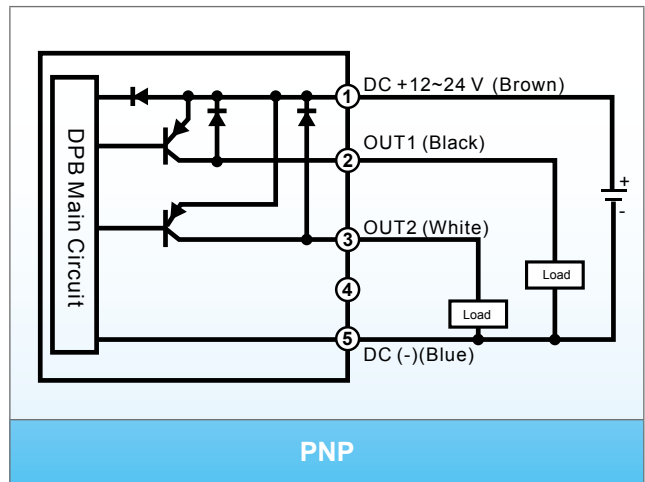 DPB Main Circuit
1
DC +12~24 V (Brown)
2
OUT1 (Black)
3
OUT2 (White)
4
5
DC (-)(Blue)
+
-
Load
Load
PNP